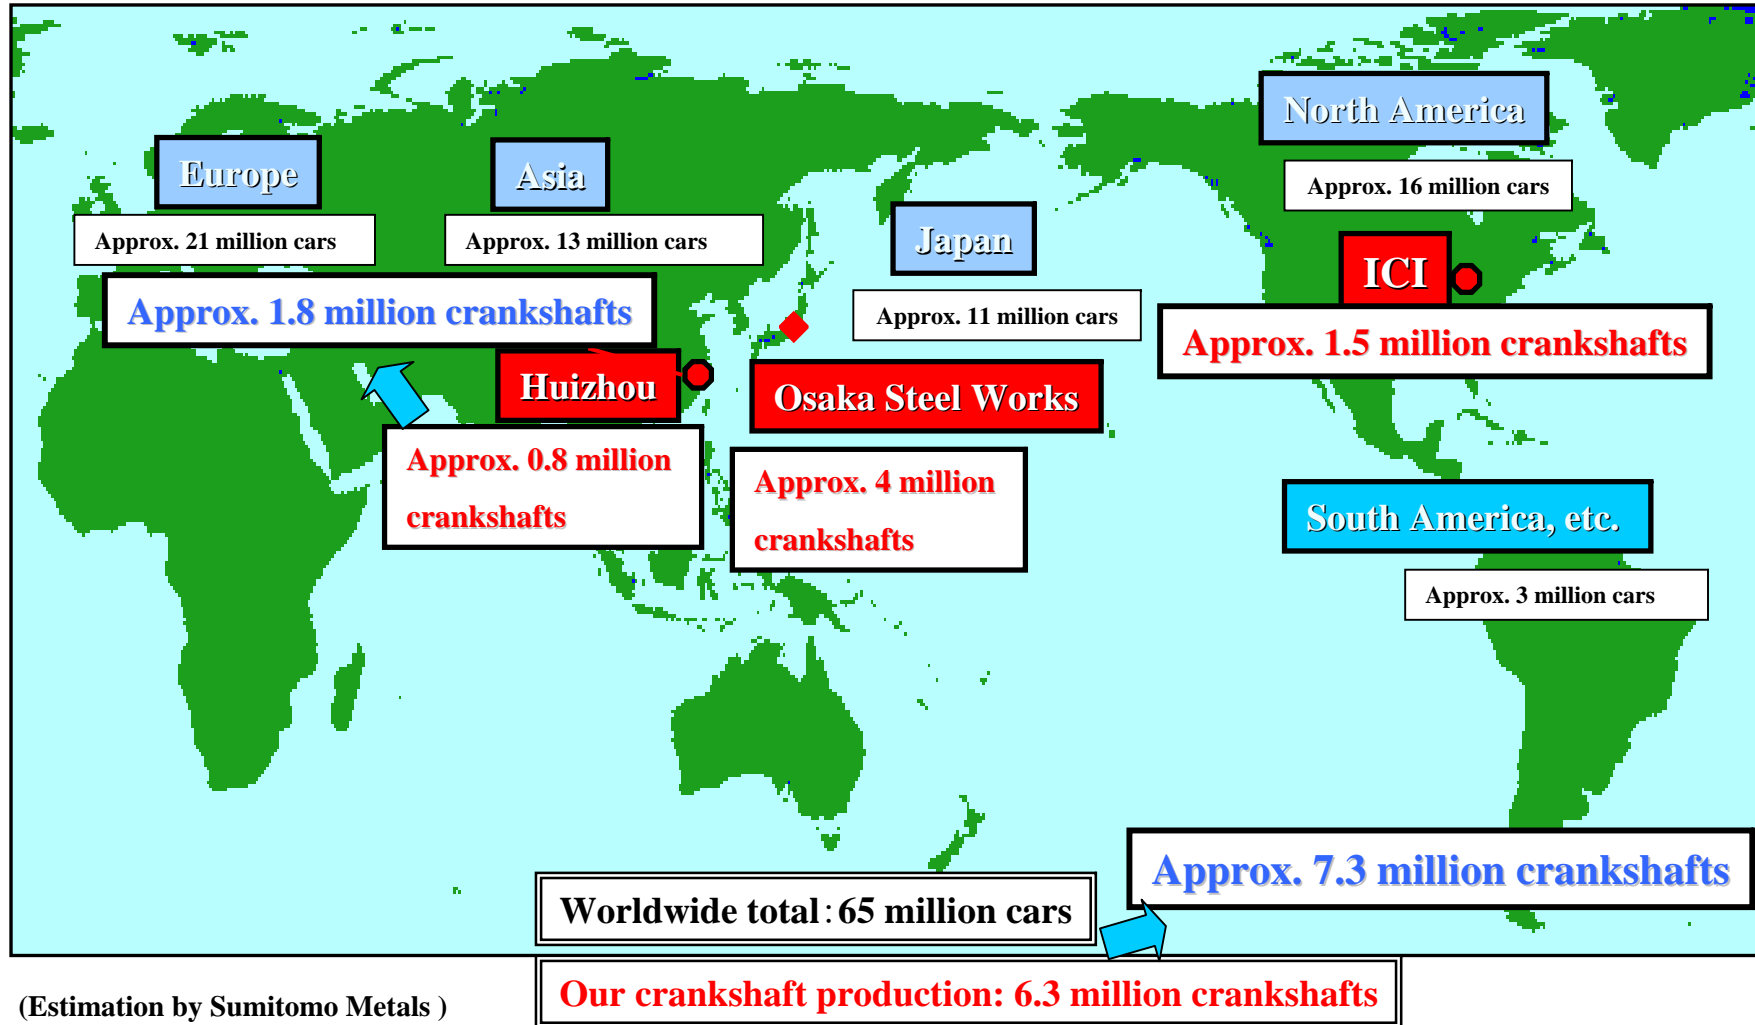 North America
Europe
Asia
Approx. 16 million cars
Japan
Approx. 21 million cars
Approx. 13 million cars
ICI
Approx. 1.8 million crankshafts
Approx. 11 million cars
Approx. 1.5 million crankshafts
Huizhou
Osaka Steel Works
Approx. 0.8 million
crankshafts
Approx. 4 million
crankshafts
South America, etc.
Approx. 3 million cars
Approx. 7.3 million crankshafts
Worldwide total:65 million cars
Our crankshaft production: 6.3 million crankshafts
(Estimation by Sumitomo Metals )